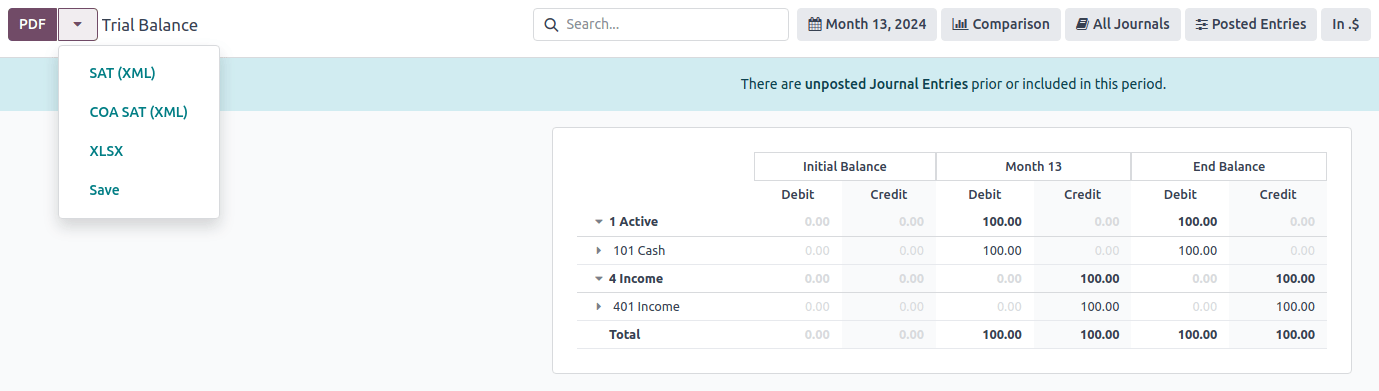 PDF Trial Balance Search... Month 13, 2024 Comparison All Journals Posted Entries In .$
SAT (XML)
COA SAT (XML)
XLSX
Save
There are unposted Journal Entries prior or included in this period.
Initial Balance Month 13 End Balance
Debit Credit Debit Credit Debit Credit
1 Active 0.00 0.00 100.00 0.00 100.00 0.00
101 Cash 0.00 0.00 100.00 0.00 100.00 0.00
4 Income 0.00 0.00 0.00 100.00 0.00 100.00
401 Income 0.00 0.00 0.00 100.00 0.00 100.00
Total 0.00 0.00 100.00 100.00 100.00 100.00